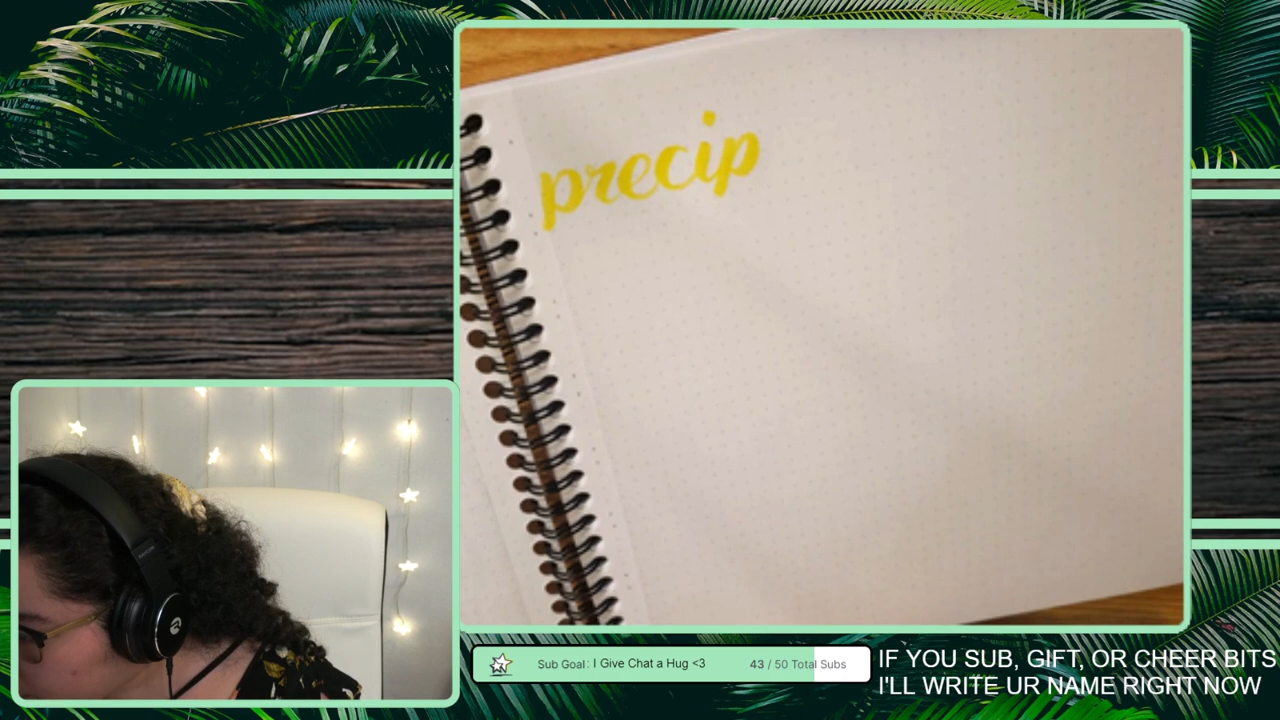 precip
Sub Goal: I Give Chat a Hug <3 43 / 50 Total Subs
IF YOU SUB, GIFT, OR CHEER BITS
I'LL WRITE UR NAME RIGHT NOW